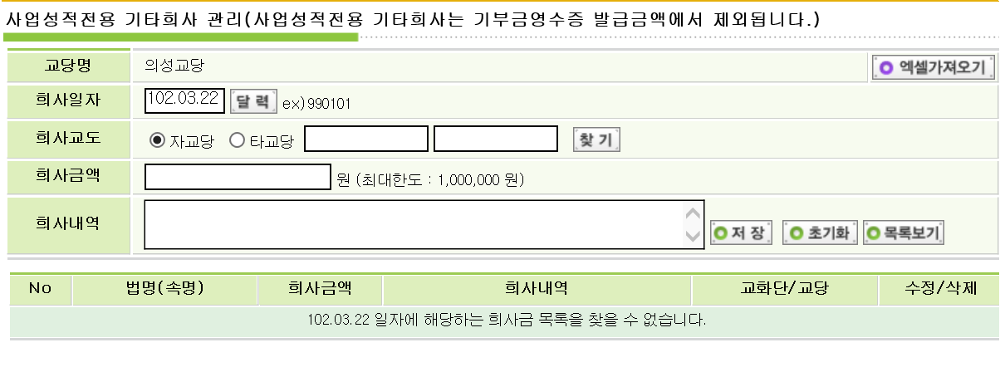 사업성적전용 기타희사 관리(사업성적전용 기타희사는 기부금영수증 발급금액에서 제외됩니다.)
교당명 의성교당 엑셀가져오기
희사일자 102.03.22 달 력 ex)990101
희사교도 자교당 타교당 찾 기
희사금액 원 (최대한도 : 1,000,000 원)
희사내역 저 장 초기화 목록보기
No 법명(속명) 희사금액 희사내역 교화단/교당 수정/삭제
102.03.22 일자에 해당하는 희사금 목록을 찾을 수 없습니다.